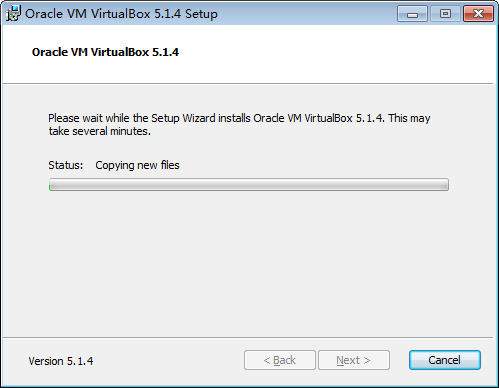 Oracle VM VirtualBox 5.1.4 Setup
Oracle VM VirtualBox 5.1.4
Please wait while the Setup Wizard installs Oracle VM VirtualBox 5.1.4. This may
take several minutes.
Status: Copying new files
Version 5.1.4 < Back Next > Cancel